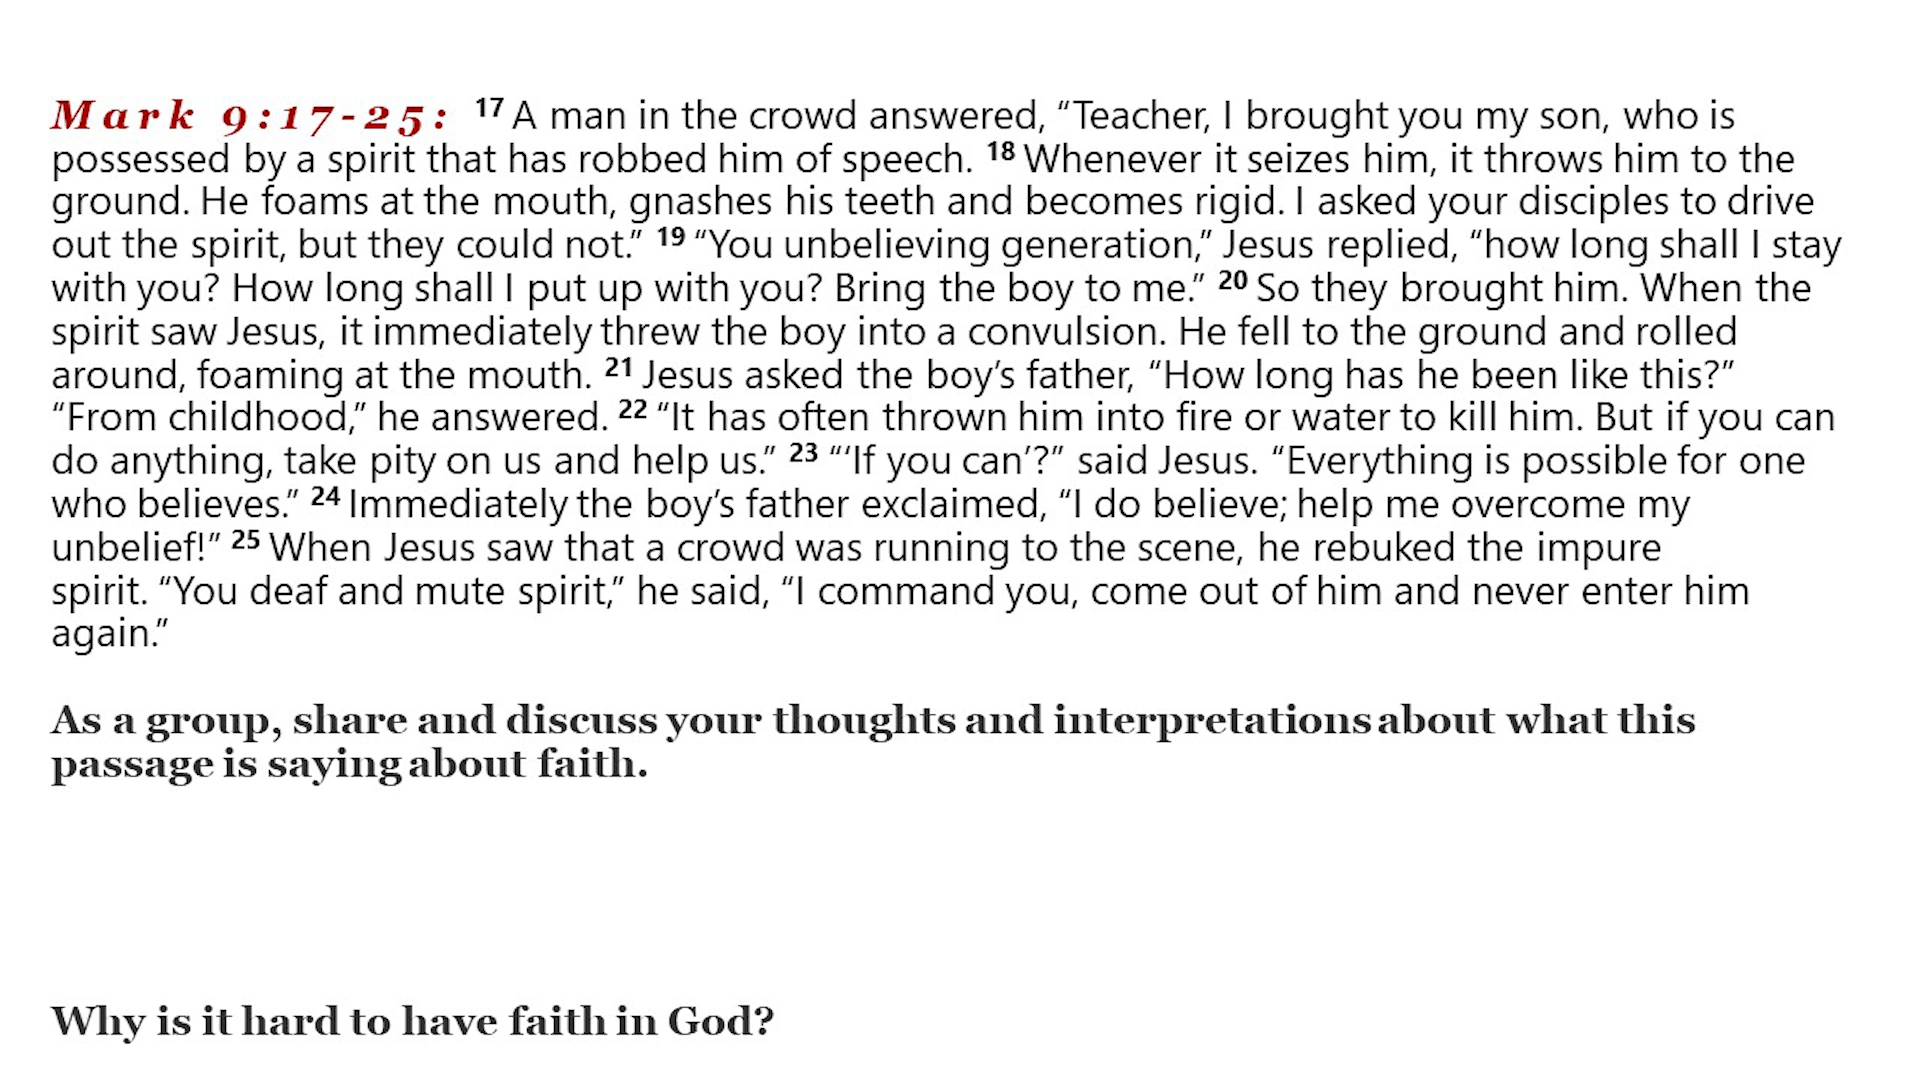 Mark 9:17-25: 17 A man in the crowd answered, “Teacher, I brought you my son, who is
possessed by a spirit that has robbed him of speech. 18 Whenever it seizes him, it throws him to the
ground. He foams at the mouth, gnashes his teeth and becomes rigid. I asked your disciples to drive
out the spirit, but they could not.” 19 “You unbelieving generation,” Jesus replied, “how long shall I stay
with you? How long shall I put up with you? Bring the boy to me.” 20 So they brought him. When the
spirit saw Jesus, it immediately threw the boy into a convulsion. He fell to the ground and rolled
around, foaming at the mouth. 21 Jesus asked the boy’s father, “How long has he been like this?”
“From childhood,” he answered. 22 “It has often thrown him into fire or water to kill him. But if you can
do anything, take pity on us and help us.” 23 “‘If you can’?” said Jesus. “Everything is possible for one
who believes.” 24 Immediately the boy’s father exclaimed, “I do believe; help me overcome my
unbelief!” 25 When Jesus saw that a crowd was running to the scene, he rebuked the impure
spirit. “You deaf and mute spirit,” he said, “I command you, come out of him and never enter him
again.”
As a group, share and discuss your thoughts and interpretations about what this
passage is saying about faith.
Why is it hard to have faith in God?